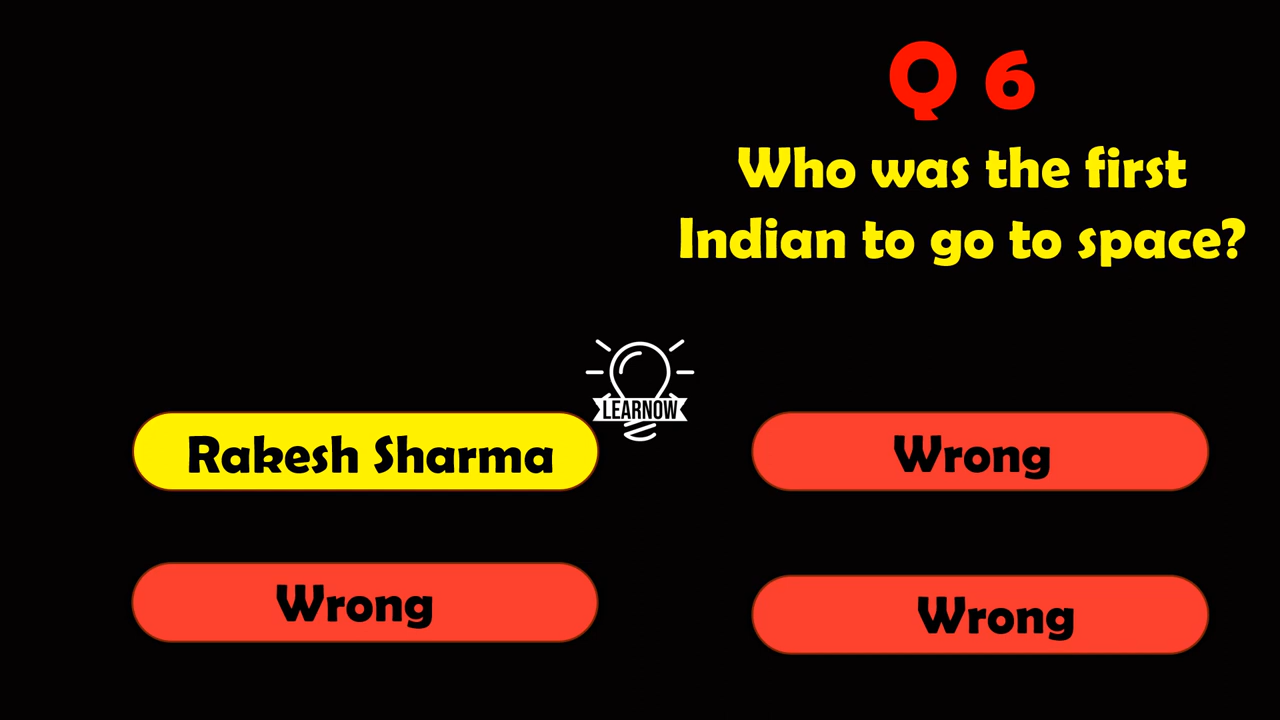 Q 6
Who was the first
Indian to go to space?
LEARNOW
Rakesh Sharma
Wrong
Wrong
Wrong